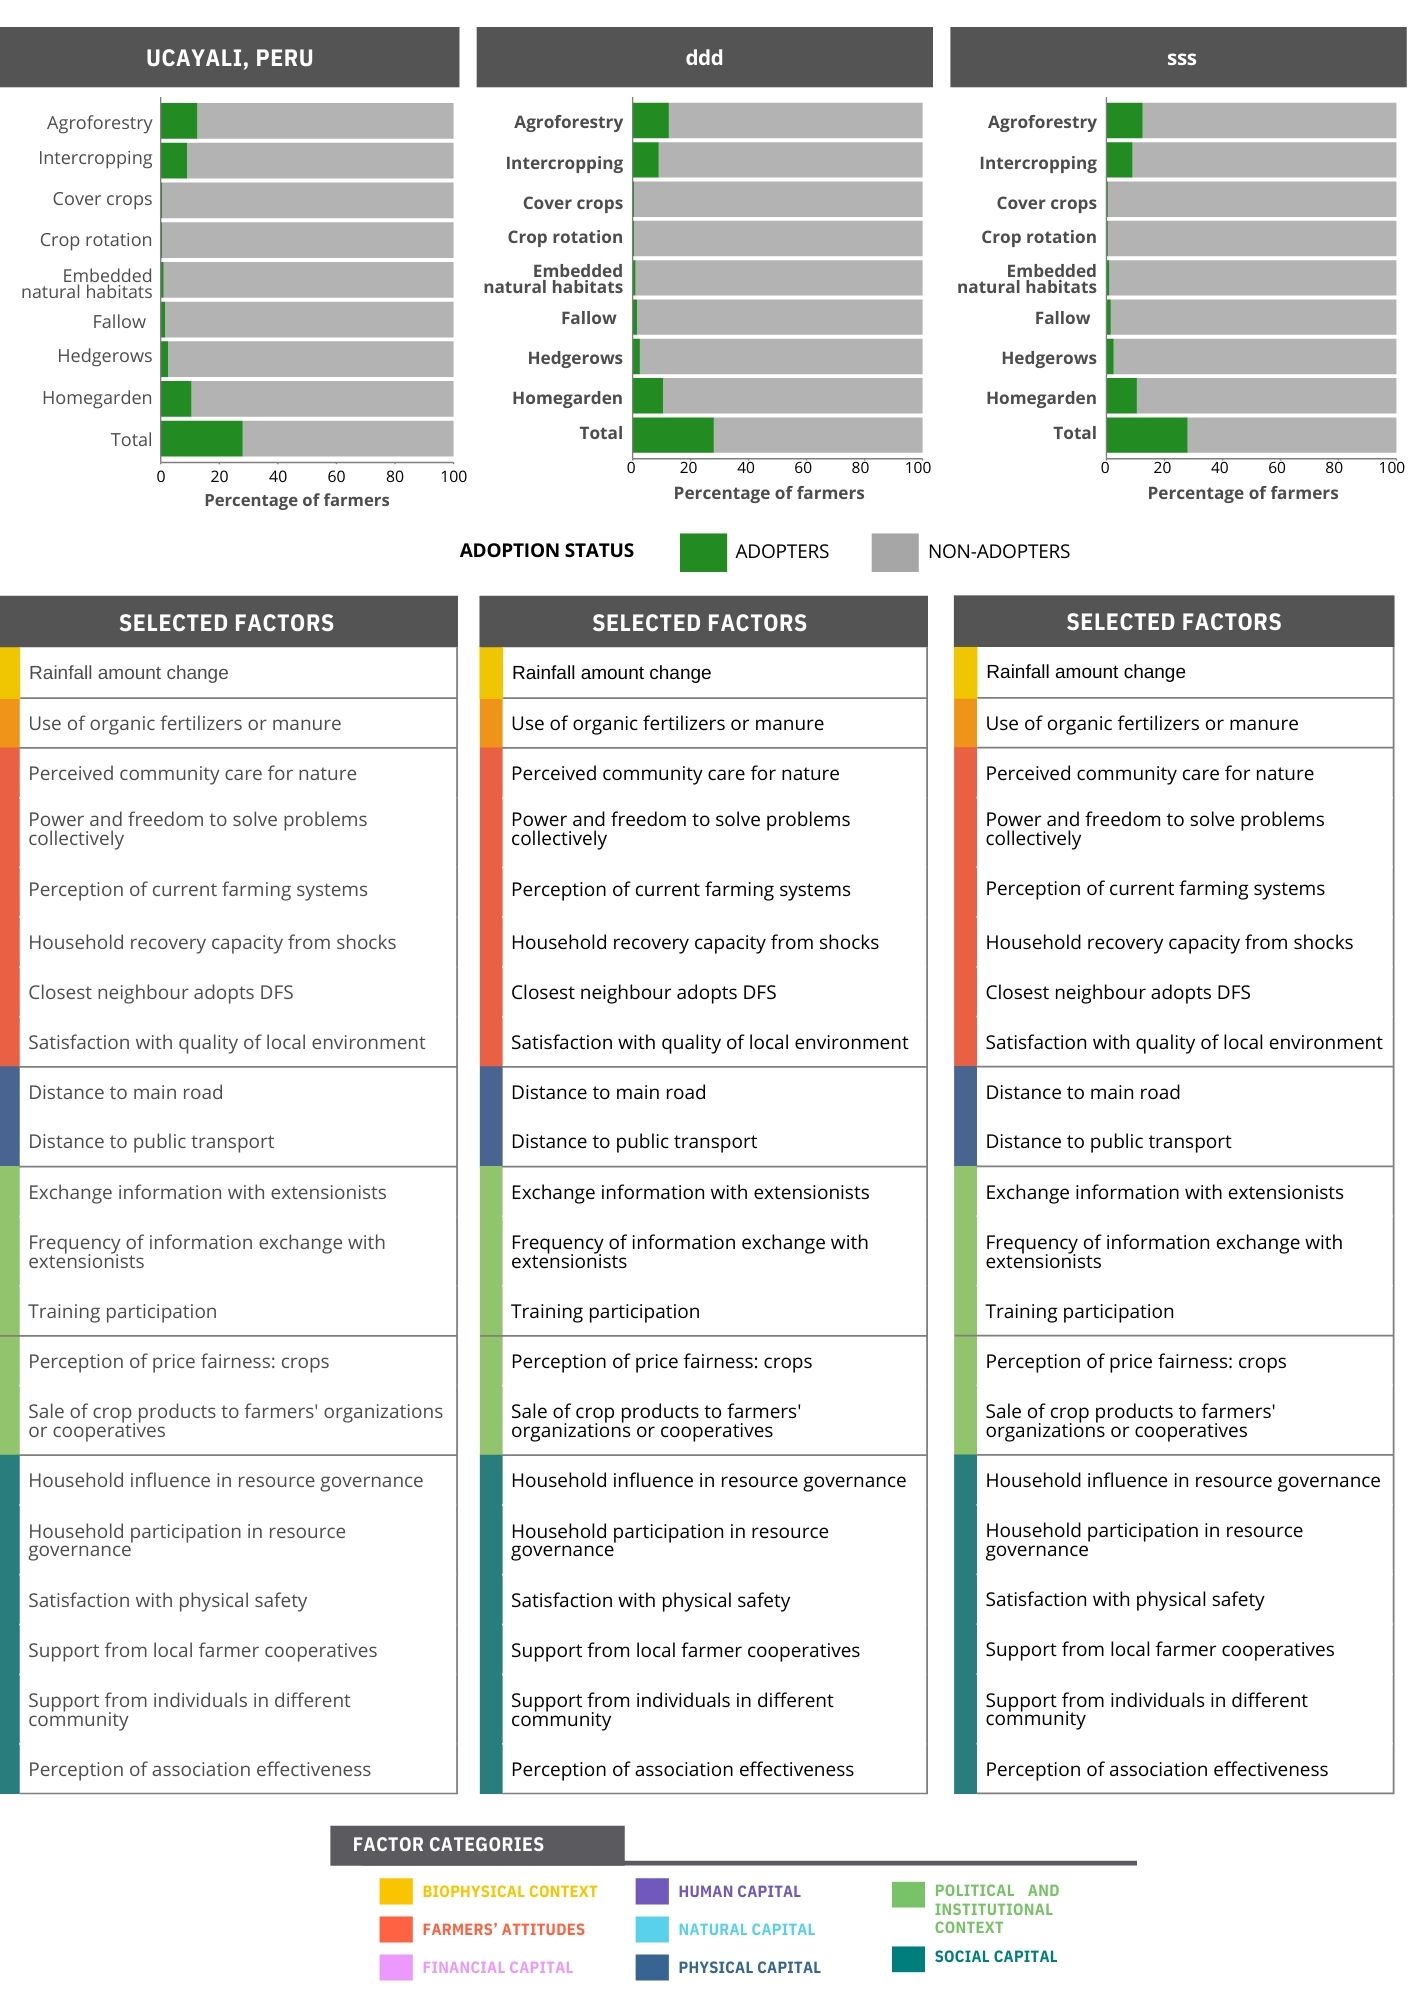 UCAYALI, PERU
Agroforestry
Intercropping
Cover crops
Crop rotation
Embedded
natural habitats
Fallow
Hedgerows
Homegarden
Total
0 20 40 60 80 100
Percentage of farmers
ddd
Agroforestry
Intercropping
Cover crops
Crop rotation
Embedded
natural habitats
Fallow
Hedgerows
Homegarden
Total
0 20 40 60 80 100
Percentage of farmers
sss
Agroforestry
Intercropping
Cover crops
Crop rotation
Embedded
natural habitats
Fallow
Hedgerows
Homegarden
Total
0 20 40 60 80 100
Percentage of farmers
ADOPTION STATUS ADOPTERS NON-ADOPTERS
SELECTED FACTORS
Rainfall amount change
Use of organic fertilizers or manure
Perceived community care for nature
Power and freedom to solve problems
collectively
Perception of current farming systems
Household recovery capacity from shocks
Closest neighbour adopts DFS
Satisfaction with quality of local environment
Distance to main road
Distance to public transport
Exchange information with extensionists
Frequency of information exchange with
extensionists
Training participation
Perception of price fairness: crops
Sale of crop products to farmers' organizations
or cooperatives
Household influence in resource governance
Household participation in resource
governance
Satisfaction with physical safety
Support from local farmer cooperatives
Support from individuals in different
community
Perception of association effectiveness
SELECTED FACTORS
Rainfall amount change
Use of organic fertilizers or manure
Perceived community care for nature
Power and freedom to solve problems
collectively
Perception of current farming systems
Household recovery capacity from shocks
Closest neighbour adopts DFS
Satisfaction with quality of local environment
Distance to main road
Distance to public transport
Exchange information with extensionists
Frequency of information exchange with
extensionists
Training participation
Perception of price fairness: crops
Sale of crop products to farmers'
organizations or cooperatives
Household influence in resource governance
Household participation in resource
governance
Satisfaction with physical safety
Support from local farmer cooperatives
Support from individuals in different
community
Perception of association effectiveness
SELECTED FACTORS
Rainfall amount change
Use of organic fertilizers or manure
Perceived community care for nature
Power and freedom to solve problems
collectively
Perception of current farming systems
Household recovery capacity from shocks
Closest neighbour adopts DFS
Satisfaction with quality of local environment
Distance to main road
Distance to public transport
Exchange information with extensionists
Frequency of information exchange with
extensionists
Training participation
Perception of price fairness: crops
Sale of crop products to farmers'
organizations or cooperatives
Household influence in resource governance
Household participation in resource
governance
Satisfaction with physical safety
Support from local farmer cooperatives
Support from individuals in different
community
Perception of association effectiveness
FACTOR CATEGORIES
BIOPHYSICAL CONTEXT
FARMERS’ ATTITUDES
FINANCIAL CAPITAL
HUMAN CAPITAL
NATURAL CAPITAL
PHYSICAL CAPITAL
POLITICAL AND
INSTITUTIONAL
CONTEXT
SOCIAL CAPITAL